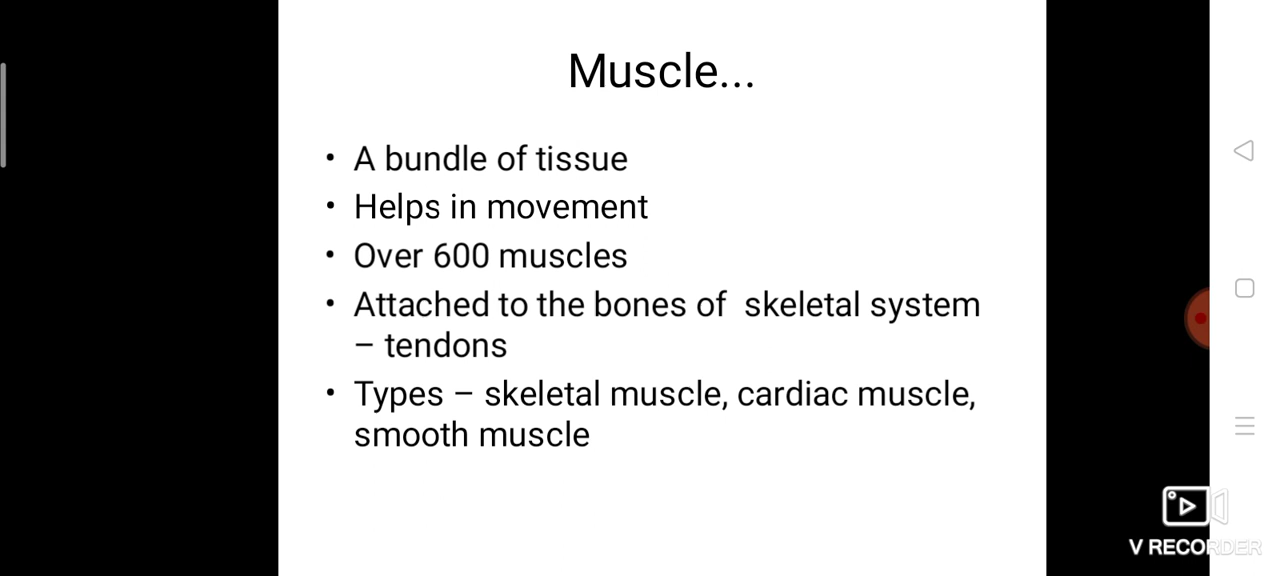 Muscle...
• A bundle of tissue
• Helps in movement
• Over 600 muscles
• Attached to the bones of  skeletal system
– tendons
• Types – skeletal muscle, cardiac muscle,
smooth muscle
V RECORDER